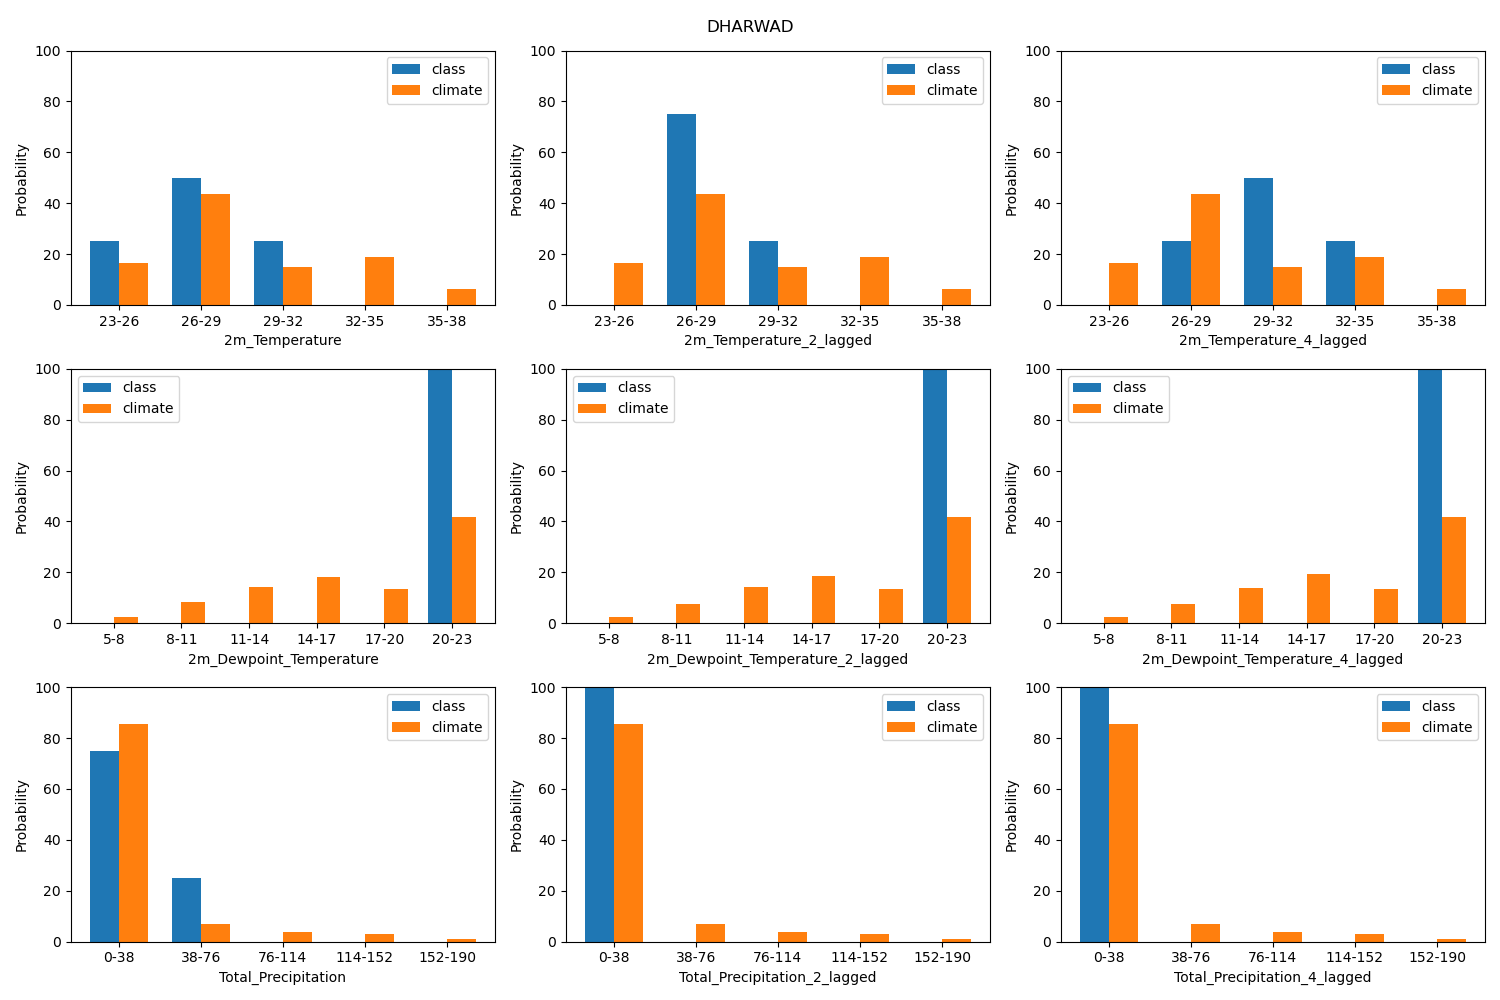 DHARWAD
100
80
60
40
20
0
Probability
class
climate
23-26 26-29 29-32 32-35 35-38
2m_Temperature
100
80
60
40
20
0
Probability
class
climate
23-26 26-29 29-32 32-35 35-38
2m_Temperature_2_lagged
100
80
60
40
20
0
Probability
class
climate
23-26 26-29 29-32 32-35 35-38
2m_Temperature_4_lagged
100
80
60
40
20
0
Probability
class
climate
5-8 8-11 11-14 14-17 17-20 20-23
2m_Dewpoint_Temperature
100
80
60
40
20
0
Probability
class
climate
5-8 8-11 11-14 14-17 17-20 20-23
2m_Dewpoint_Temperature_2_lagged
100
80
60
40
20
0
Probability
class
climate
5-8 8-11 11-14 14-17 17-20 20-23
2m_Dewpoint_Temperature_4_lagged
100
80
60
40
20
0
Probability
class
climate
0-38 38-76 76-114 114-152 152-190
Total_Precipitation
100
80
60
40
20
0
Probability
class
climate
0-38 38-76 76-114 114-152 152-190
Total_Precipitation_2_lagged
100
80
60
40
20
0
Probability
class
climate
0-38 38-76 76-114 114-152 152-190
Total_Precipitation_4_lagged